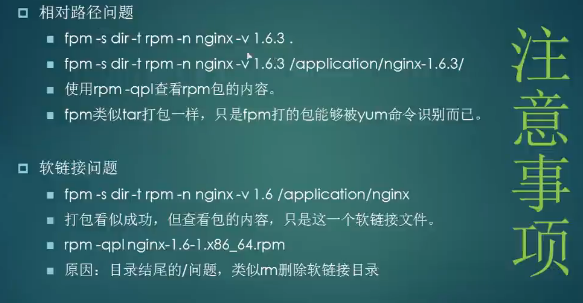 相对路径问题
fpm -s dir -t rpm -n nginx -v 1.6.3 .
fpm -s dir -t rpm -n nginx -v 1.6.3 /application/nginx-1.6.3/
使用rpm -qpl查看rpm包的内容。
fpm类似tar打包一样，只是fpm打的包能够被yum命令识别而已。
软链接问题
fpm -s dir -t rpm -n nginx -v 1.6 /application/nginx
打包看似成功，但查看包的内容，只是这一个软链接文件。
rpm -qpl nginx-1.6-1.x86_64.rpm
原因：目录结尾的/问题，类似rm删除软链接目录
注意事项